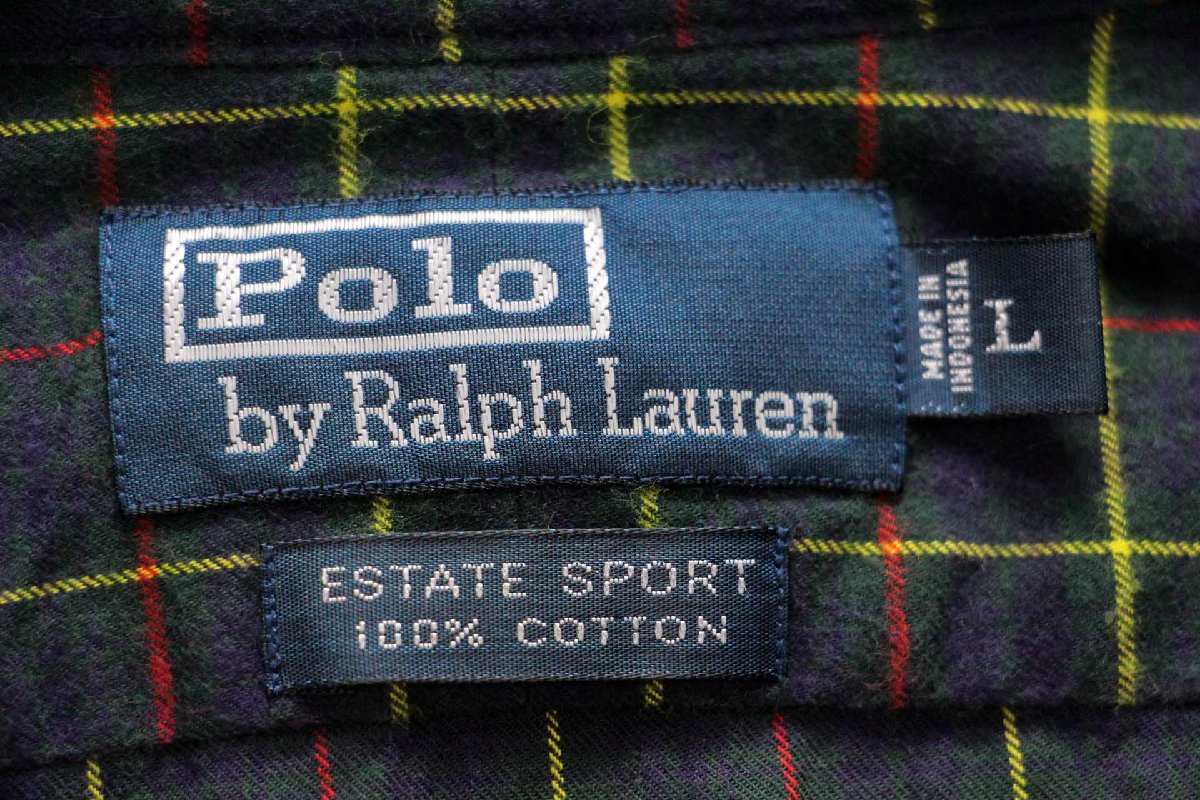 Polo
by Ralph Lauren
MADE IN
INDONESIA
L
ESTATE SPORT
100% COTTON